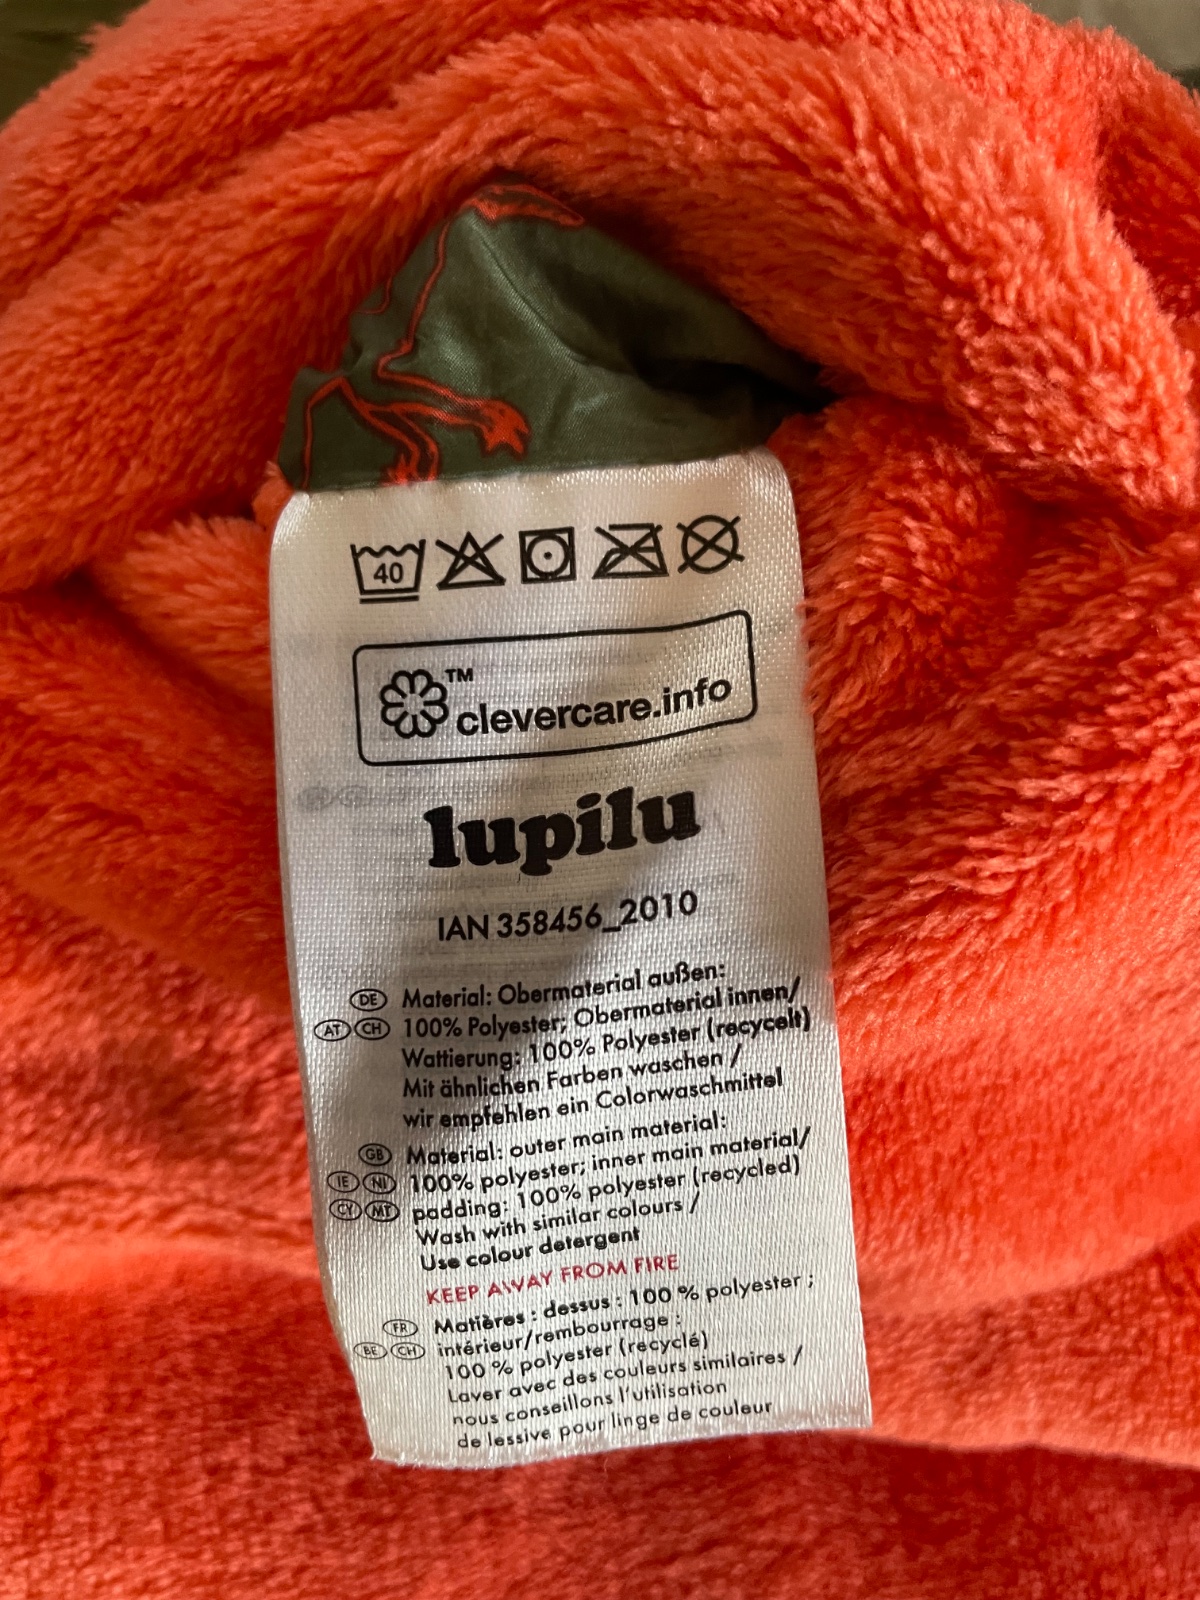 40
™
clevercare.info
lupilu
IAN 358456_2010
DE Material: Obermaterial außen:
AT CH 100% Polyester; Obermaterial innen/
Wattierung: 100% Polyester (recycelt)
Mit ähnlichen Farben waschen /
wir empfehlen ein Colorwaschmittel
GB Material: outer main material:
IE NI 100% polyester; inner main material/
CY MT padding: 100% polyester (recycled)
Wash with similar colours /
Use colour detergent
KEEP AWAY FROM FIRE
FR Matières : dessus : 100 % polyester ;
BE CH intérieur/rembourrage :
100 % polyester (recyclé)
Laver avec des couleurs similaires /
nous conseillons l'utilisation
de lessive pour linge de couleur